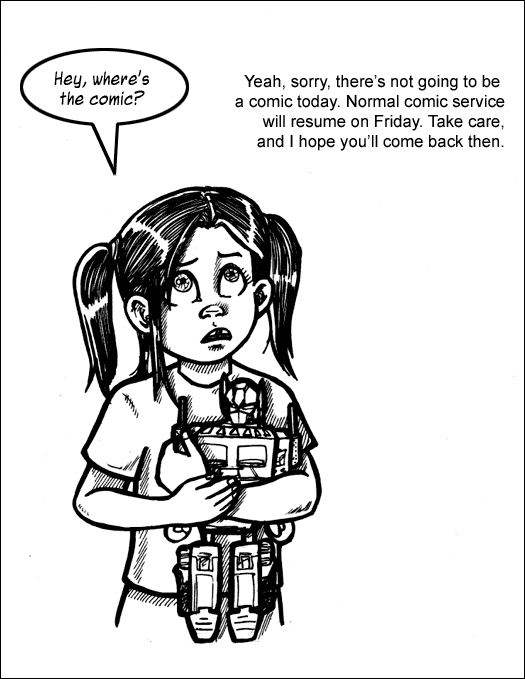 Hey, where's
the comic?
Yeah, sorry, there's not going to be
a comic today. Normal comic service
will resume on Friday. Take care,
and I hope you'll come back then.